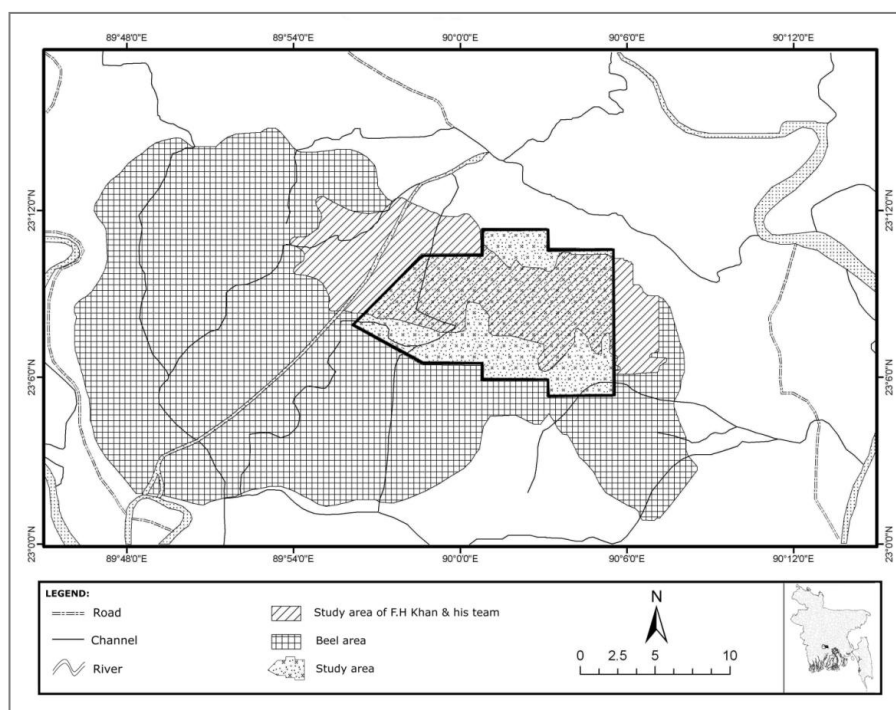 89°48'0"E 89°54'0"E 90°0'0"E 90°6'0"E 90°12'0"E
23°12'0"N 23°12'0"N
23°6'0"N 23°6'0"N
23°0'0"N 23°0'0"N
89°48'0"E 89°54'0"E 90°0'0"E 90°6'0"E 90°12'0"E
LEGEND:
Road
Channel
River
Study area of F.H Khan & his team
Beel area
Study area
N
0 2.5 5 10